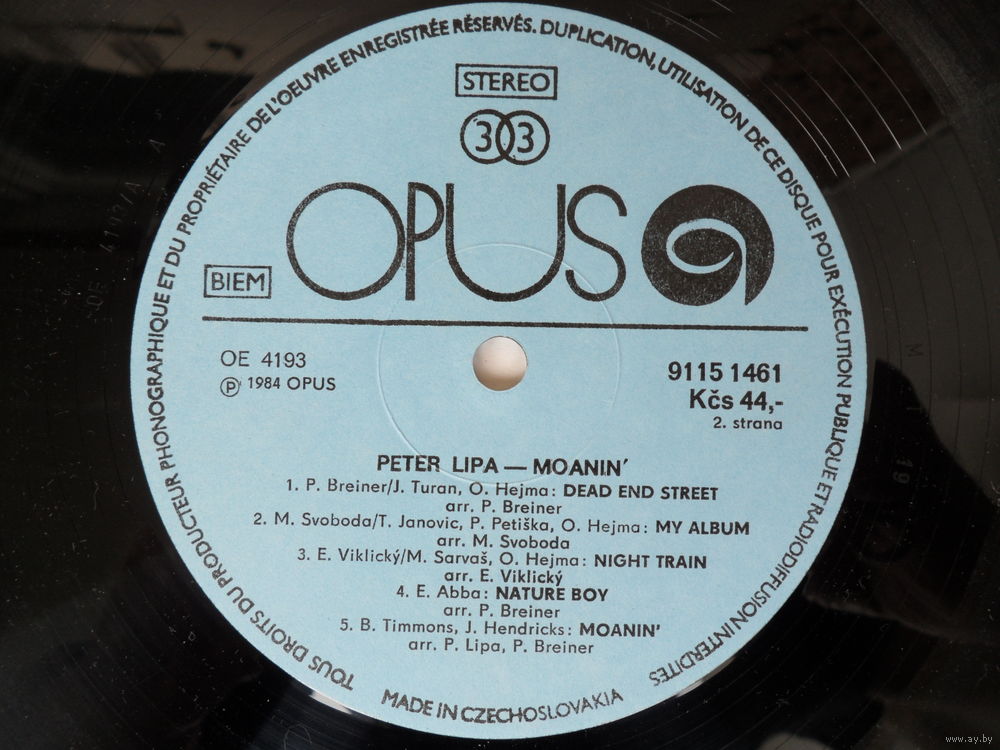 TOUS DROITS DU PRODUCTEUR PHONOGRAPHIQUE ET DU PROPRIÉTAIRE DE L'OEUVRE ENREGISTRÉE RÉSERVÉS. DUPLICATION, UTILISATION DE CE DISQUE POUR EXÉCUTION PUBLIQUE ET RADIODIFFUSION INTERDITES
STEREO
33
OPUS
BIEM
OE 4193
Ⓟ 1984 OPUS
9115 1461
Kčs 44,-
2. strana
PETER LIPA — MOANIN'
1. P. Breiner/J. Turan, O. Hejma: DEAD END STREET
arr. P. Breiner
2. M. Svoboda/T. Janovic, P. Petiška, O. Hejma: MY ALBUM
arr. M. Svoboda
3. E. Viklický/M. Sarvaš, O. Hejma: NIGHT TRAIN
arr. E. Viklický
4. E. Abba: NATURE BOY
arr. P. Breiner
5. B. Timmons, J. Hendricks: MOANIN'
arr. P. Lipa, P. Breiner
MADE IN CZECHOSLOVAKIA
www.ay.by